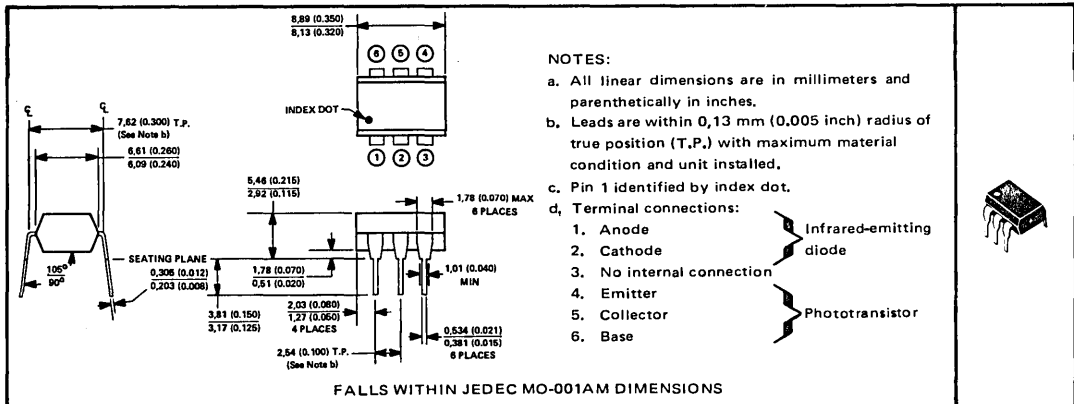 8,89 (0.350)
8,13 (0.320)
6 5 4
INDEX DOT
1 2 3
℄ ℄
7,62 (0.300) T.P.
(See Note b)
6,61 (0.260)
6,09 (0.240)
105°
90°
SEATING PLANE
0,305 (0.012)
0,203 (0.008)
5,46 (0.215)
2,92 (0.115)
1,78 (0.070) MAX
6 PLACES
1,78 (0.070)
0,51 (0.020)
1,01 (0.040)
MIN
3,81 (0.150)
3,17 (0.125)
2,03 (0.080)
1,27 (0.050)
4 PLACES
0,534 (0.021)
0,381 (0.015)
6 PLACES
2,54 (0.100) T.P.
(See Note b)
NOTES:
a. All linear dimensions are in millimeters and
parenthetically in inches.
b. Leads are within 0,13 mm (0.005 inch) radius of
true position (T.P.) with maximum material
condition and unit installed.
c. Pin 1 identified by index dot.
d. Terminal connections:
1. Anode
2. Cathode
Infrared-emitting
diode
3. No internal connection
4. Emitter
5. Collector
6. Base
Phototransistor
FALLS WITHIN JEDEC MO-001AM DIMENSIONS